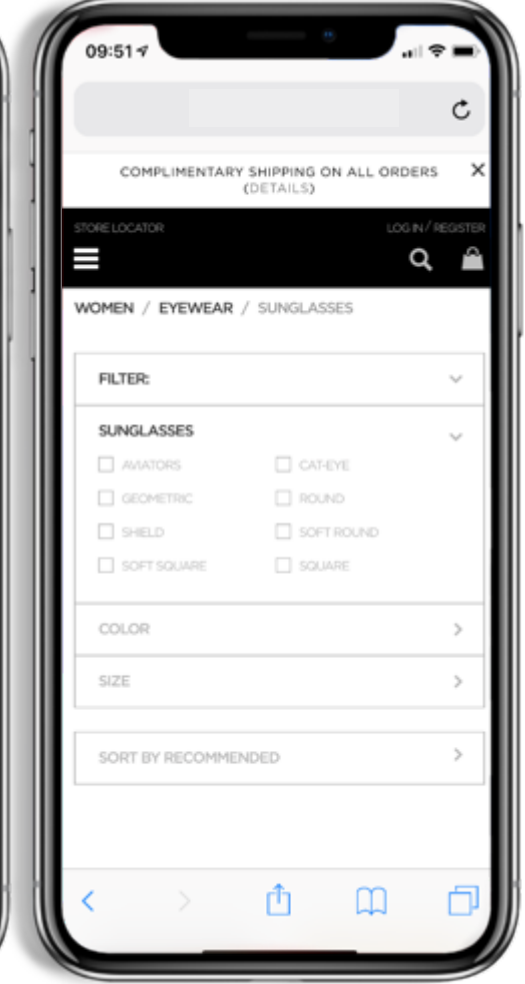 09:51
COMPLIMENTARY SHIPPING ON ALL ORDERS
(DETAILS)
STORE LOCATOR LOG IN / REGISTER
WOMEN / EYEWEAR / SUNGLASSES
FILTER:
SUNGLASSES
AVIATORS CAT-EYE
GEOMETRIC ROUND
SHIELD SOFT ROUND
SOFT SQUARE SQUARE
COLOR
SIZE
SORT BY RECOMMENDED